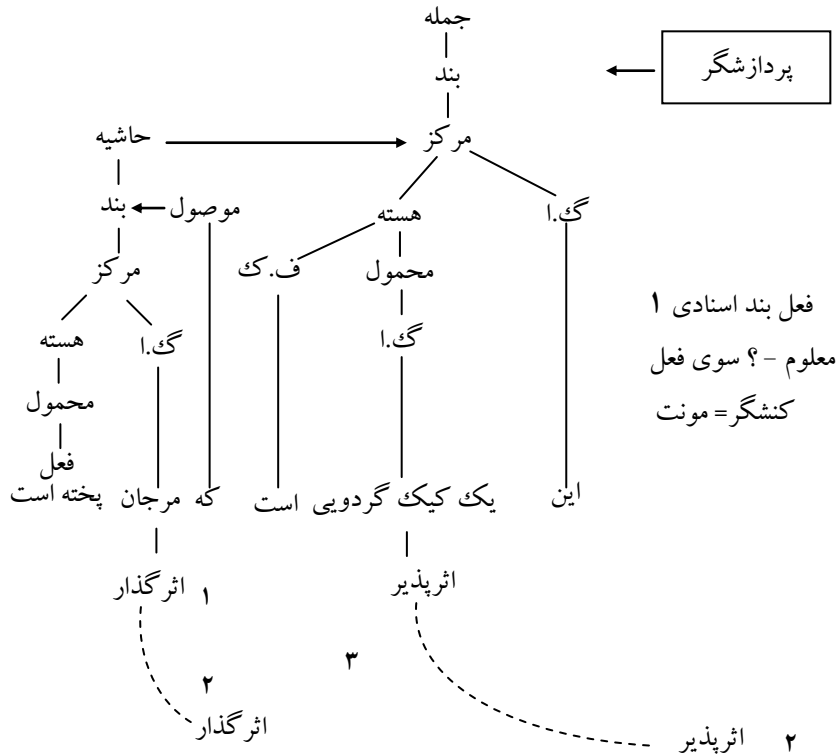 جمله
پردازشگر
بند
حاشیه
مرکز
گ.ا
هسته
موصول
بند
ف.ک
محمول
مرکز
گ.ا
گ.ا
هسته
محمول
فعل
فعل بند اسنادی ۱
معلوم – ؟ سوی فعل
کنشگر= مونت
این یک کیک گردویی است که مرجان پخته است
اثرپذیر
۱ اثرگذار
۳
۲
اثرگذار
۲ اثرپذیر